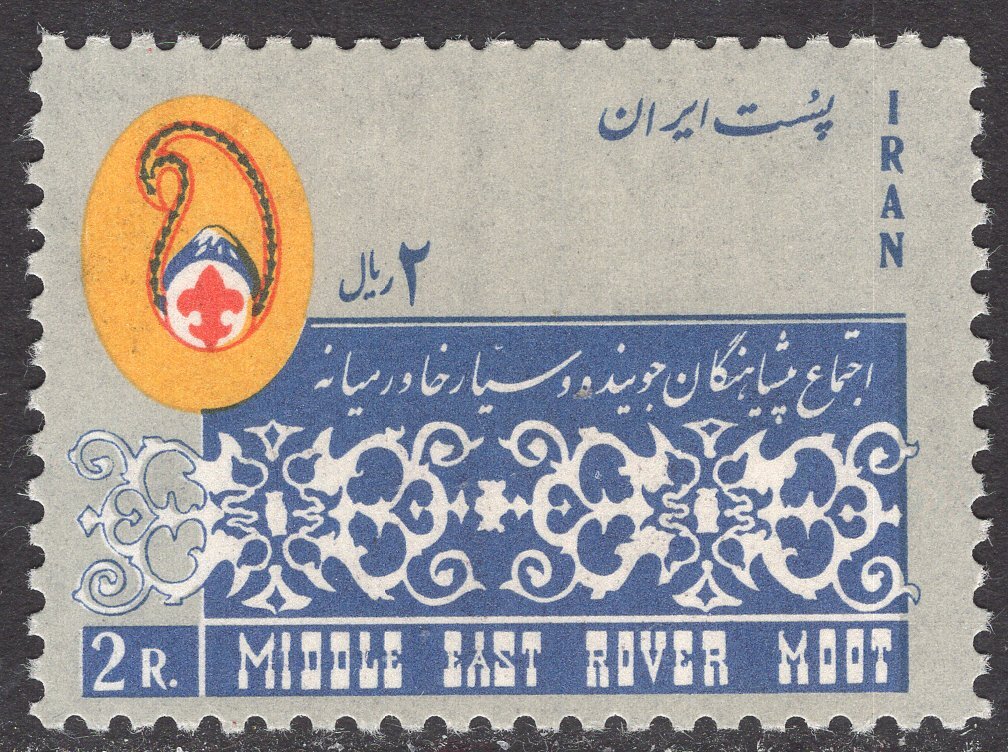 پست ایران
IRAN
۲ ریال
اجتماع پیشاهنگان جوینده و سیار خاورمیانه
2 R.
MIDDLE EAST ROVER MOOT